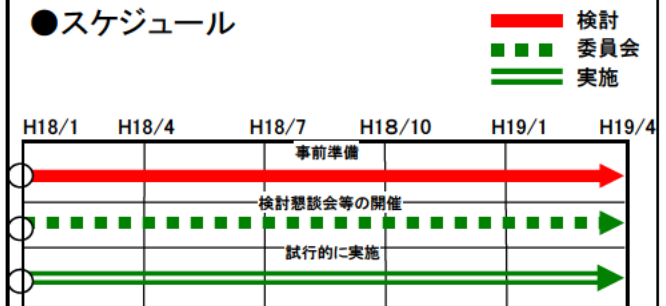 ●スケジュール
検討
委員会
実施
H18/1 H18/4 H18/7 H18/10 H19/1 H19/4
事前準備
検討懇談会等の開催
試行的に実施